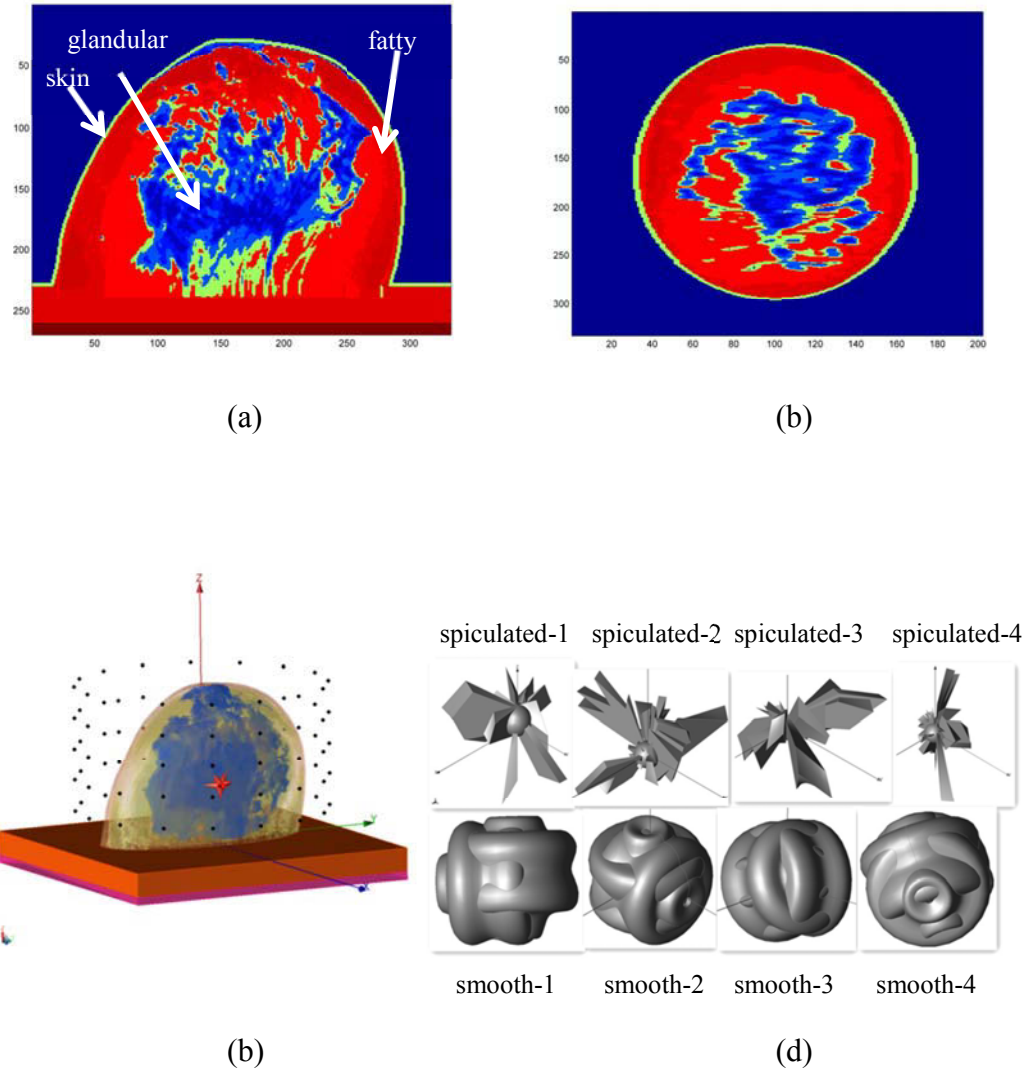 glandular
skin
fatty
50
100
150
200
250
50 100 150 200 250 300
(a)
50
100
150
200
250
300
20 40 60 80 100 120 140 160 180 200
(b)
Z
Y
(b)
spiculated-1 spiculated-2 spiculated-3 spiculated-4
smooth-1 smooth-2 smooth-3 smooth-4
(d)